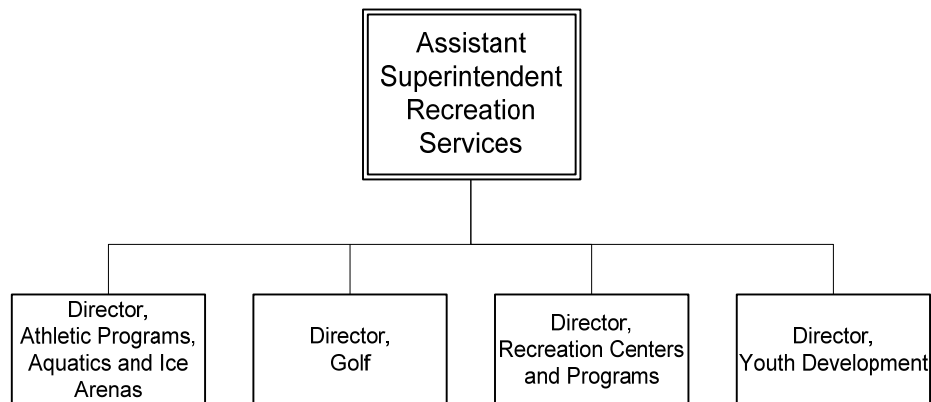 Assistant
Superintendent
Recreation
Services
Director,
Athletic Programs,
Aquatics and Ice
Arenas
Director,
Golf
Director,
Recreation Centers
and Programs
Director,
Youth Development